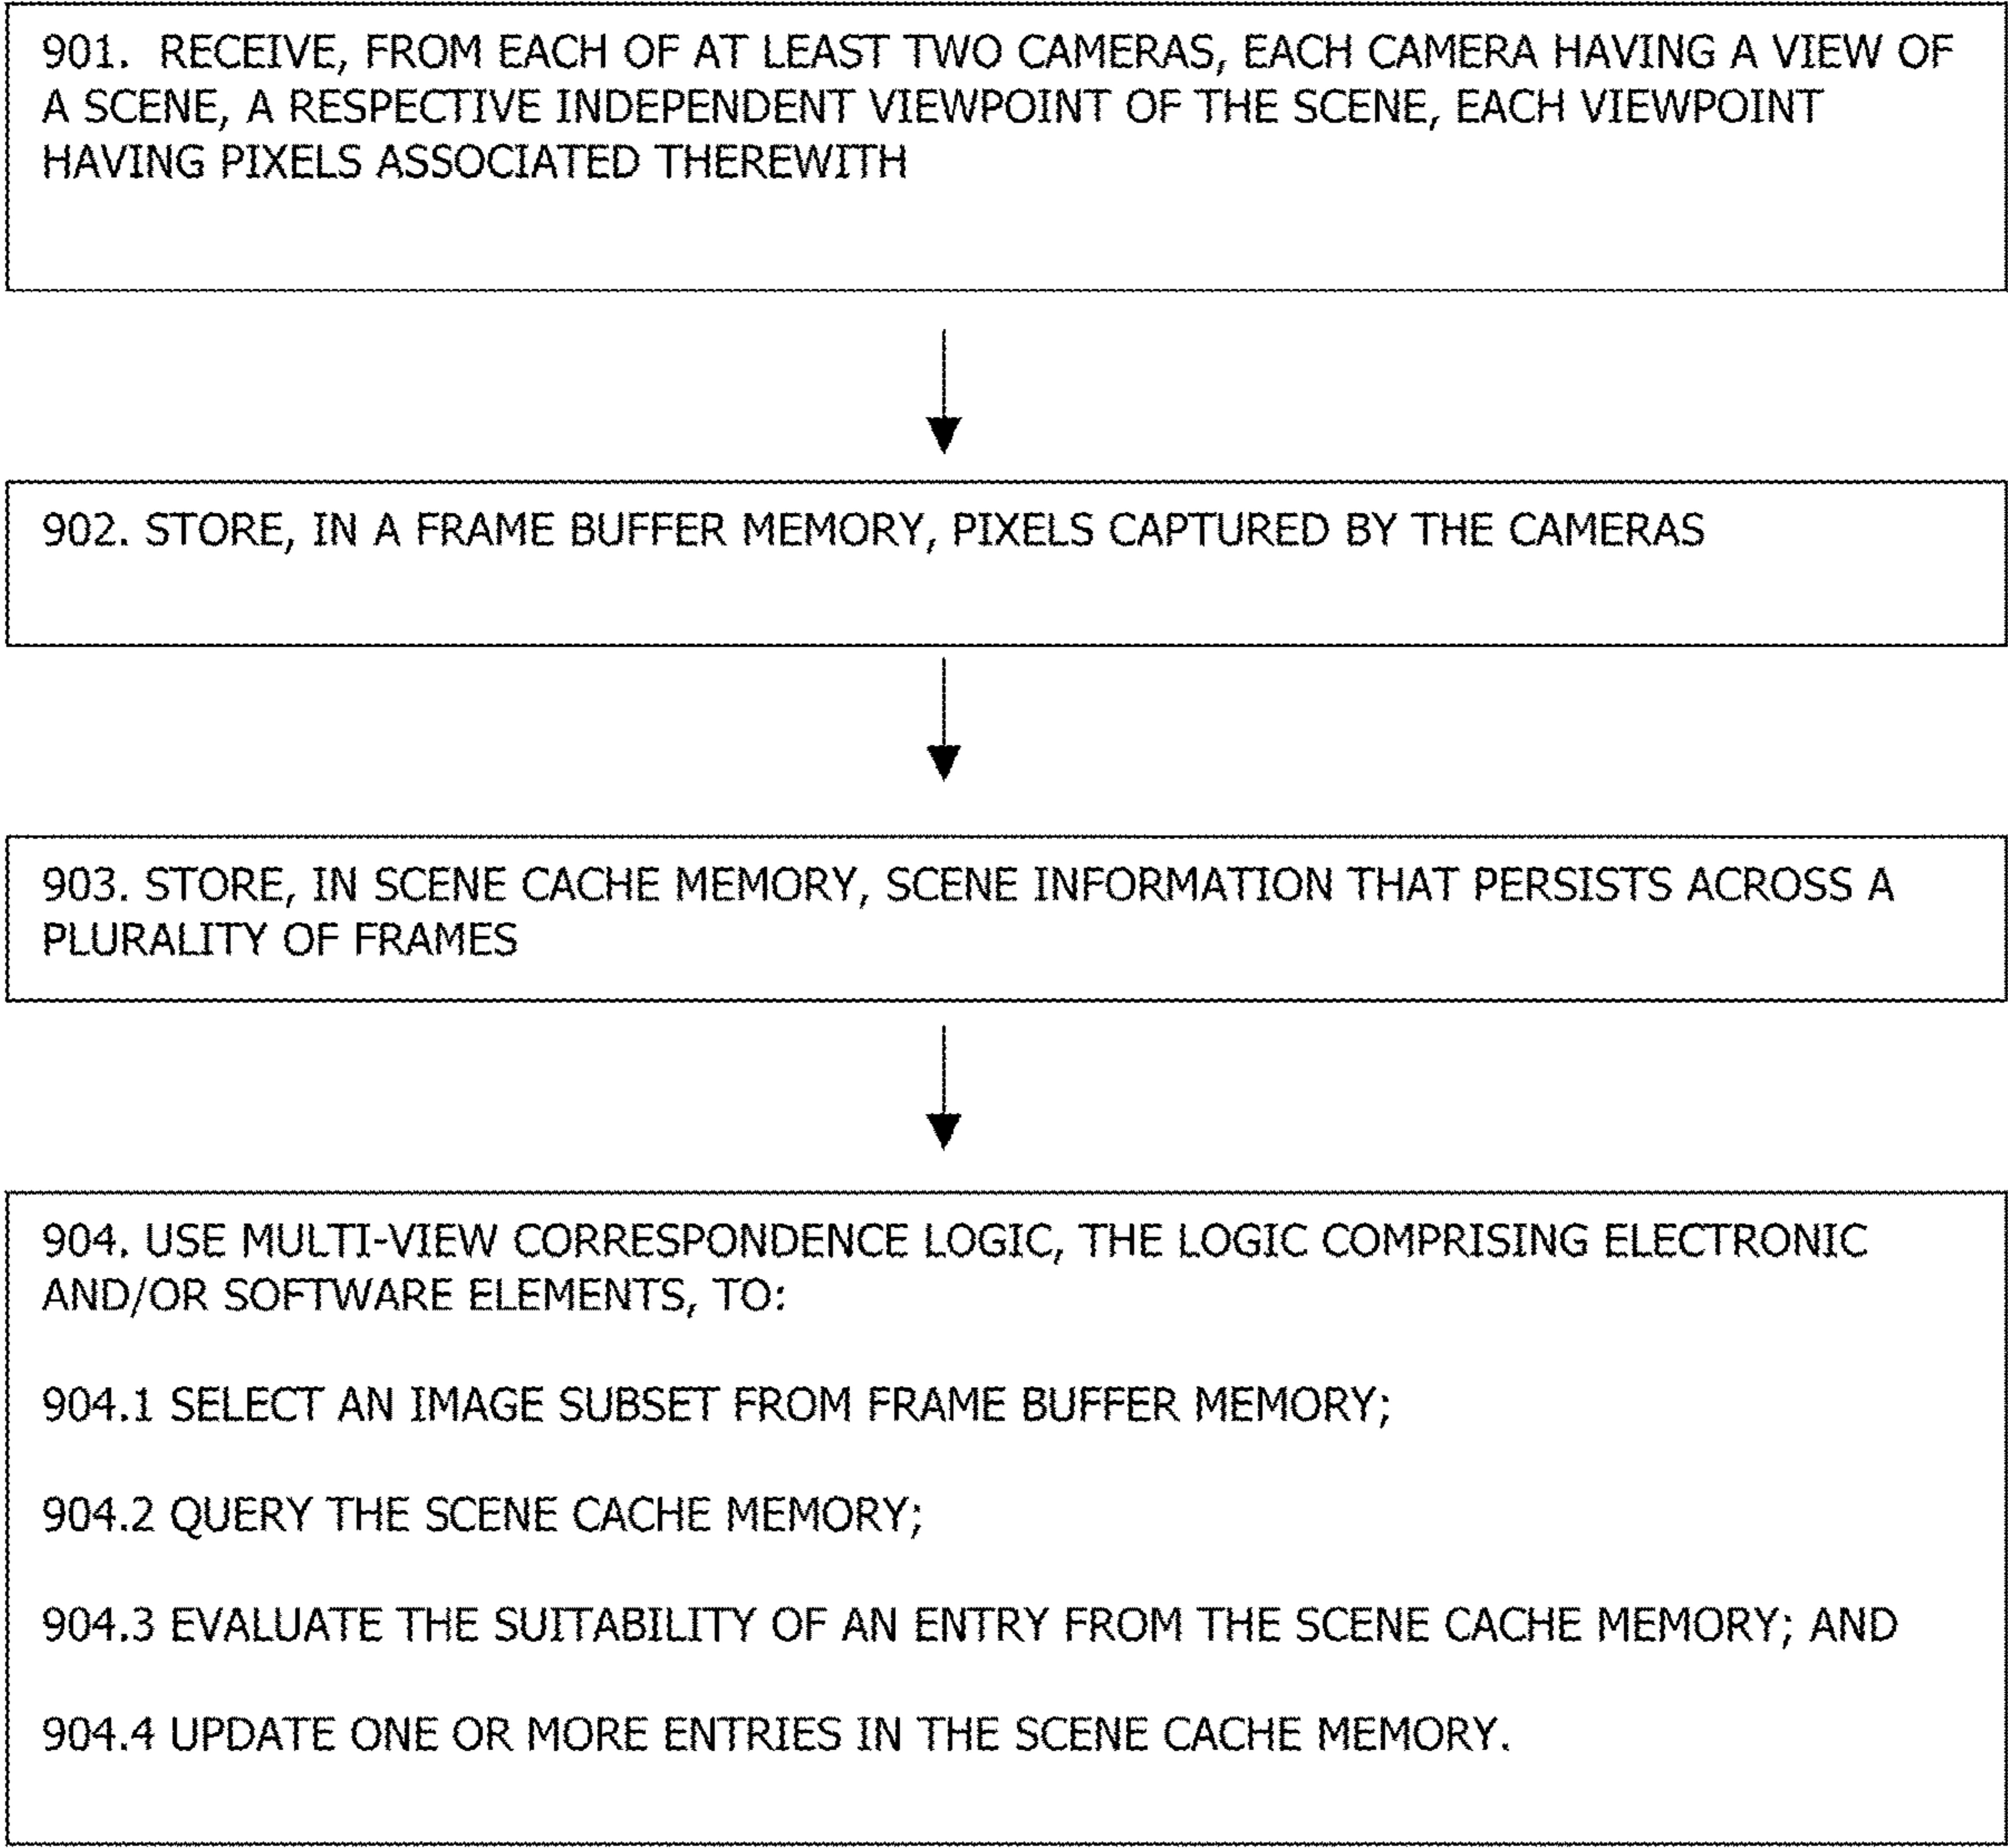 901. RECEIVE, FROM EACH OF AT LEAST TWO CAMERAS, EACH CAMERA HAVING A VIEW OF
A SCENE, A RESPECTIVE INDEPENDENT VIEWPOINT OF THE SCENE, EACH VIEWPOINT
HAVING PIXELS ASSOCIATED THEREWITH
902. STORE, IN A FRAME BUFFER MEMORY, PIXELS CAPTURED BY THE CAMERAS
903. STORE, IN SCENE CACHE MEMORY, SCENE INFORMATION THAT PERSISTS ACROSS A
PLURALITY OF FRAMES
904. USE MULTI-VIEW CORRESPONDENCE LOGIC, THE LOGIC COMPRISING ELECTRONIC
AND/OR SOFTWARE ELEMENTS, TO:
904.1 SELECT AN IMAGE SUBSET FROM FRAME BUFFER MEMORY;
904.2 QUERY THE SCENE CACHE MEMORY;
904.3 EVALUATE THE SUITABILITY OF AN ENTRY FROM THE SCENE CACHE MEMORY; AND
904.4 UPDATE ONE OR MORE ENTRIES IN THE SCENE CACHE MEMORY.